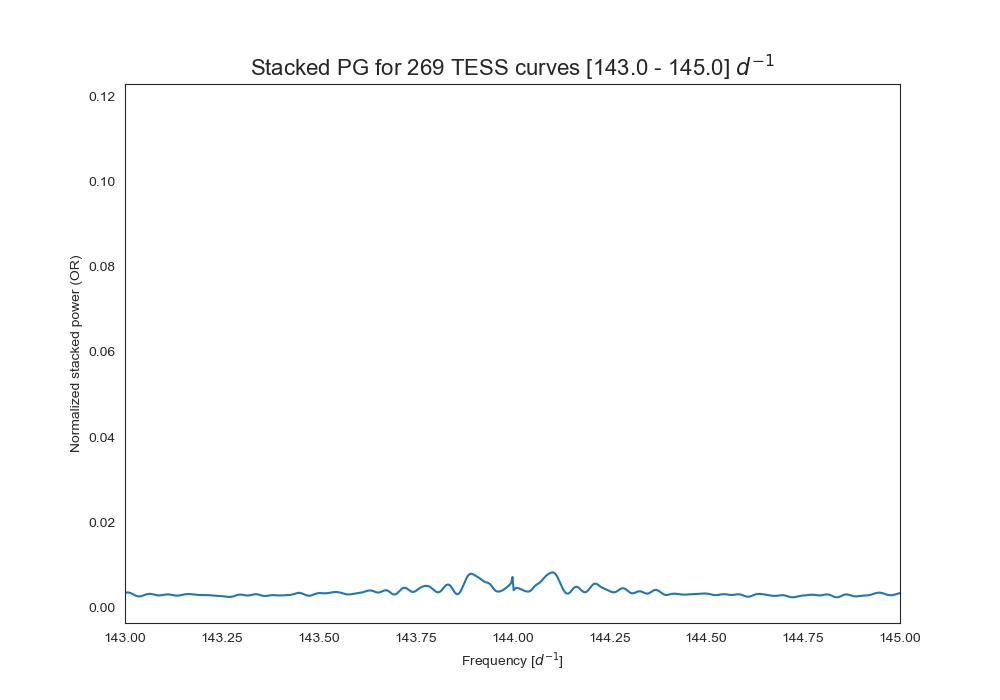 Stacked PG for 269 TESS curves [143.0 - 145.0] d⁻¹
0.12
0.10
0.08
0.06
0.04
0.02
0.00
Normalized stacked power (OR)
143.00 143.25 143.50 143.75 144.00 144.25 144.50 144.75 145.00
Frequency [d⁻¹]